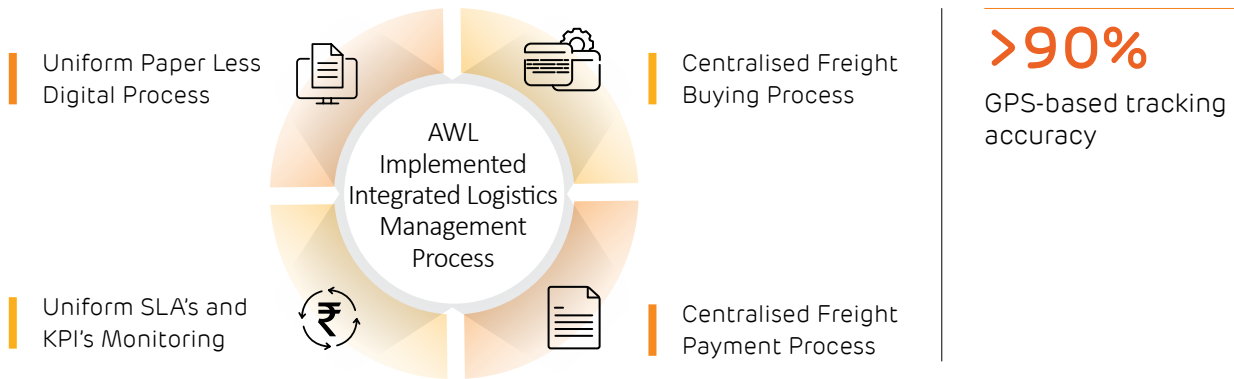 Uniform Paper Less
Digital Process
AWL
Implemented
Integrated Logistics
Management
Process
Centralised Freight
Buying Process
Uniform SLA's and
KPI's Monitoring
₹
Centralised Freight
Payment Process
>90%
GPS-based tracking
accuracy